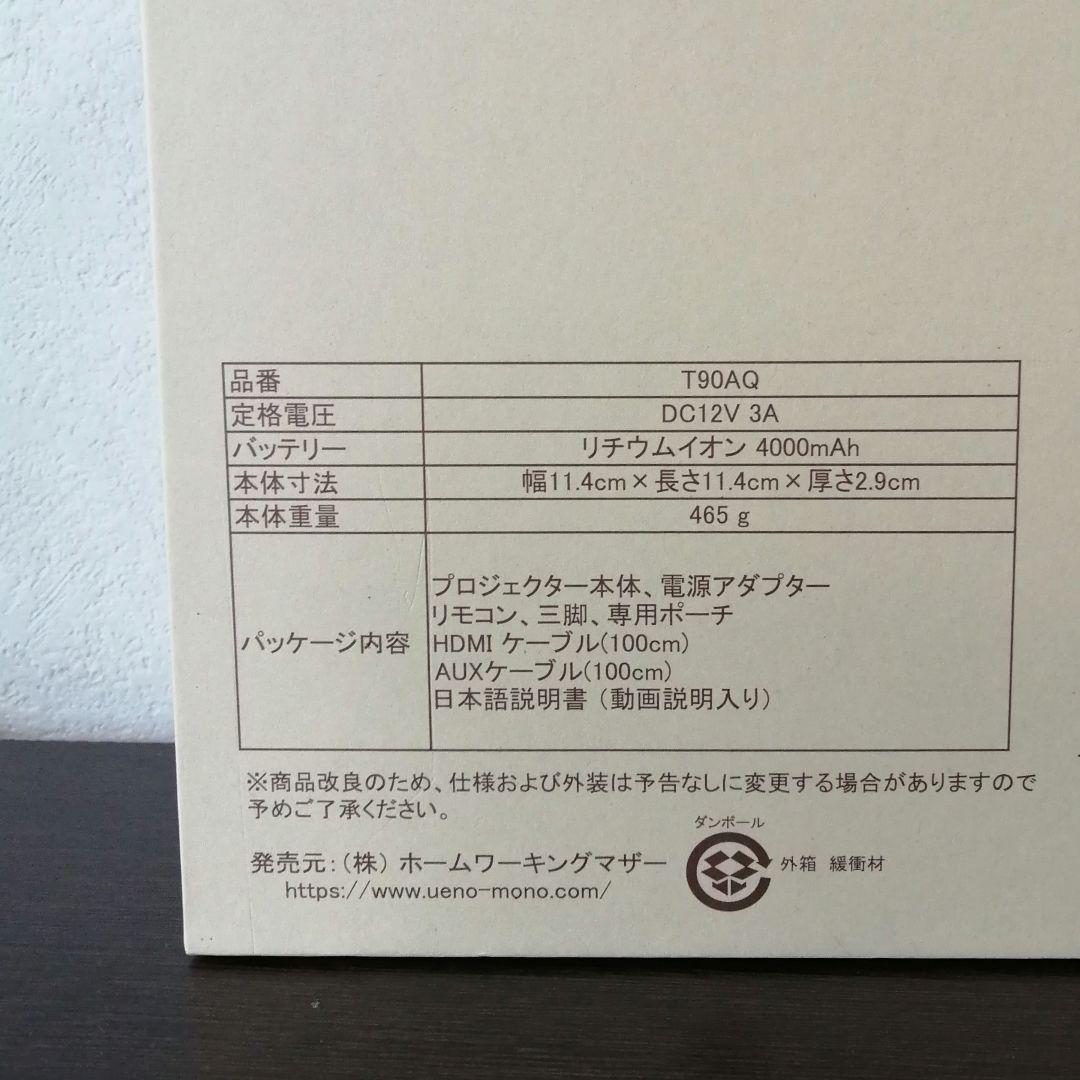 品番 T90AQ
定格電圧 DC12V 3A
バッテリー リチウムイオン 4000mAh
本体寸法 幅11.4cm×長さ11.4cm×厚さ2.9cm
本体重量 465 g
パッケージ内容
プロジェクター本体、電源アダプター
リモコン、三脚、専用ポーチ
HDMI ケーブル(100cm)
AUXケーブル(100cm)
日本語説明書（動画説明入り）
※商品改良のため、仕様および外装は予告なしに変更する場合がありますので
予めご了承ください。
発売元：（株）ホームワーキングマザー
https://www.ueno-mono.com/
ダンボール
外箱 緩衝材